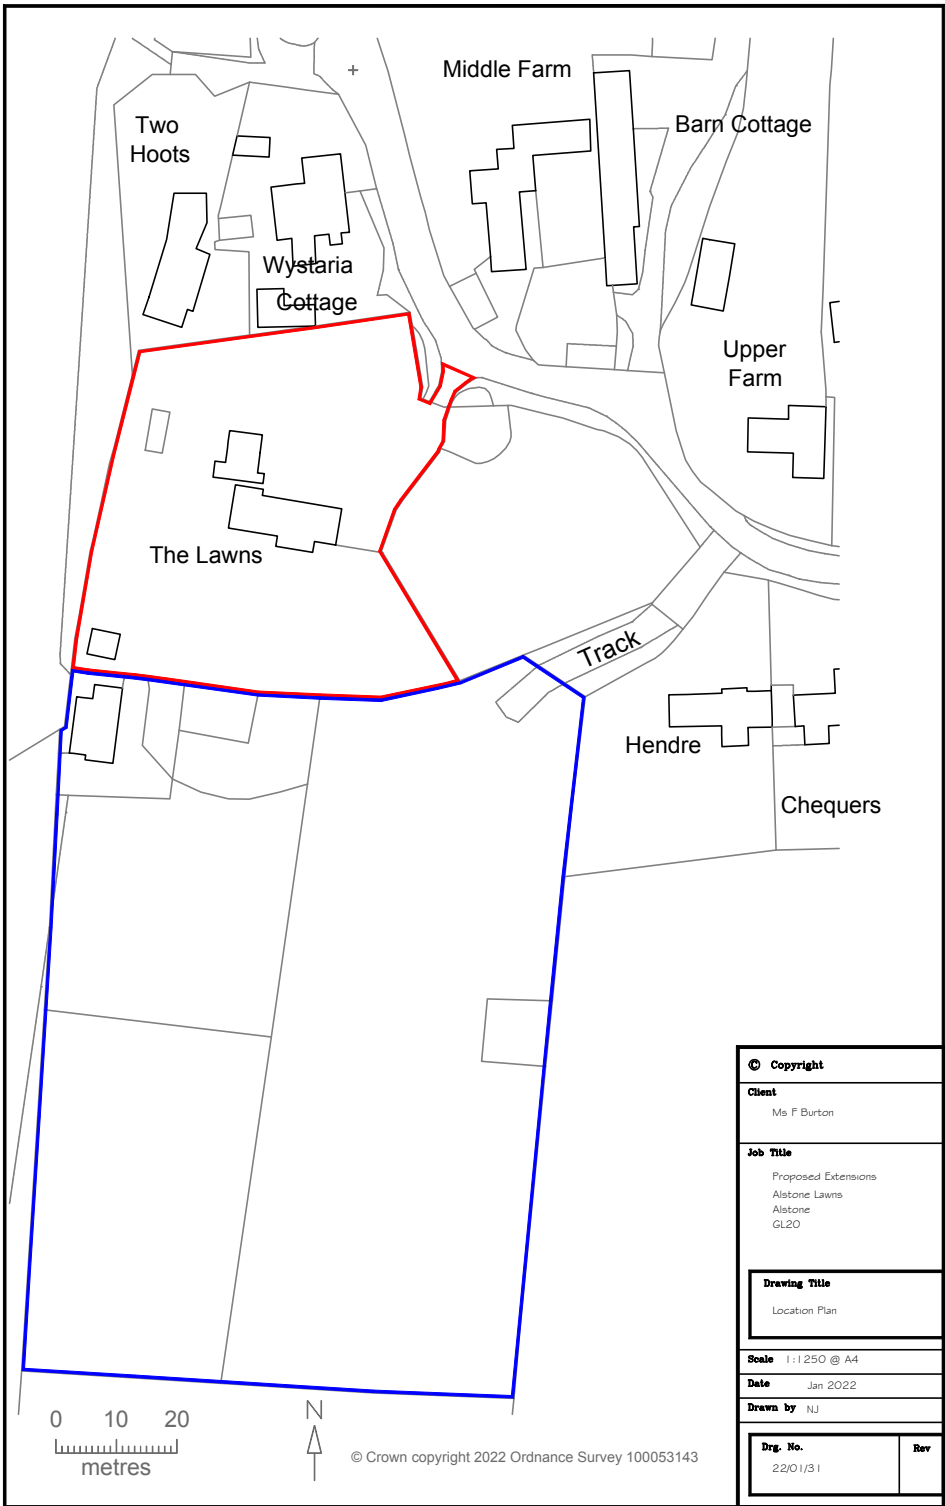 Middle Farm
Two
Hoots
Barn Cottage
Wystaria
Cottage
Upper
Farm
The Lawns
Track
Hendre
Chequers
© Copyright
Client
Ms F Burton
Job Title
Proposed Extensions
Alstone Lawns
Alstone
GL20
Drawing Title
Location Plan
Scale 1:1250 @ A4
Date Jan 2022
Drawn by NJ
Drg. No. Rev
22/01/31
0 10 20
metres
N
© Crown copyright 2022 Ordnance Survey 100053143